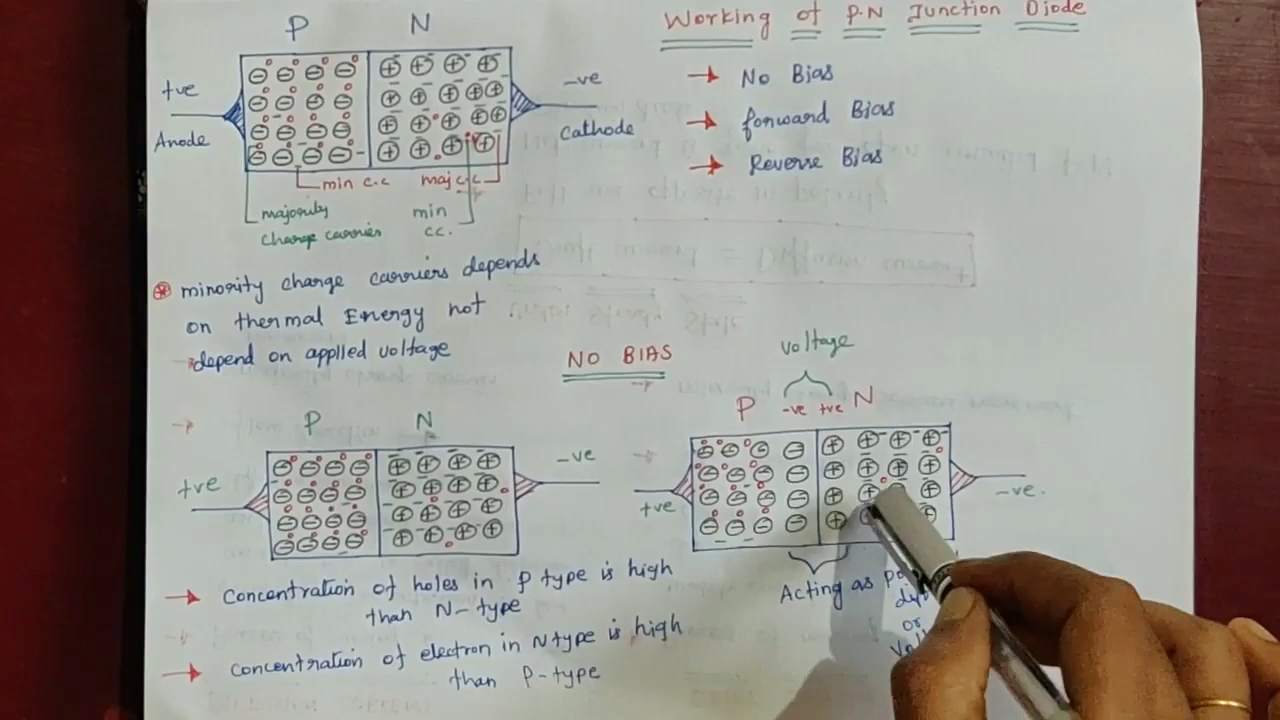 P N
Working of P.N Junction Diode
+ve
Anode
-ve
Cathode
→ No Bias
→ forward Bias
→ Reverse Bias
min c.c maj c.c
majority
charge carries
min
cc.
minority charge carriers depends
on thermal Energy not
depend on applied voltage
NO BIAS
voltage
P N
+ve
-ve
P -ve +ve N
+ve
-ve.
→ concentration of holes in p type is high
than N-type
→ concentration of electron in N type is high
than P-type
Acting as
or